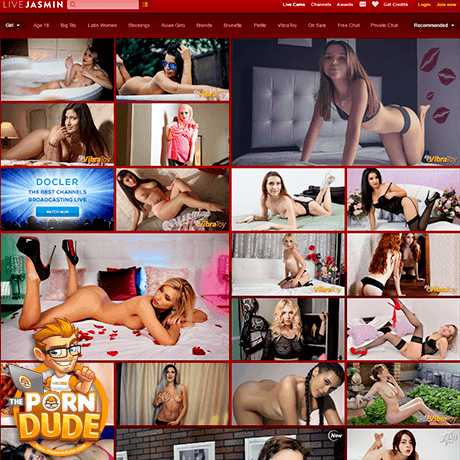 LIVEJASMIN Search Live Cams Channels Awards Get Credits Login Join now
Girl Age 18 Big Tits Latin Women Stockings Asian Girls Blonde Brunette Petite VibraToy On Sale Free Chat Private Chat Recommended
VibraToy
VibraToy
VibraToy
VibraToy
DOCLER
THE BEST CHANNELS
BROADCASTING LIVE
WATCH NOW
VibraToy
VibraToy
VibraToy
VibraToy
THE
PORN
DUDE
VibraToy
New